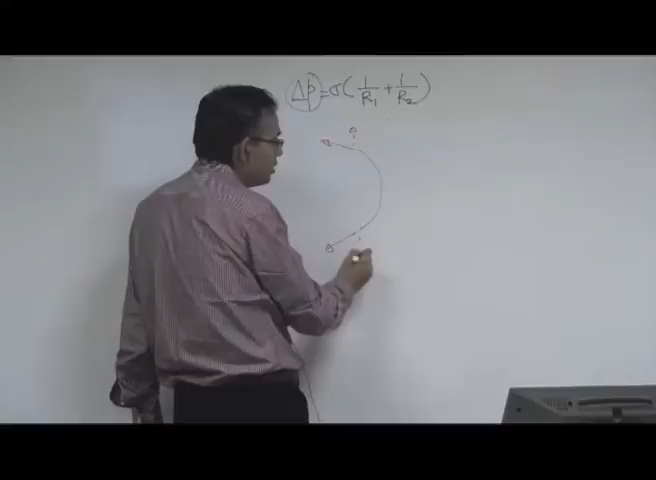 Δp = σ( 1/R₁ + 1/R₂ )